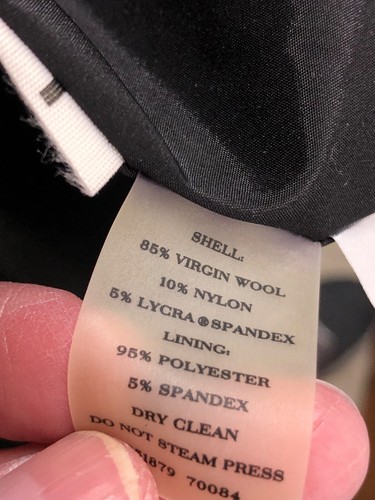 SHELL:
85% VIRGIN WOOL
10% NYLON
5% LYCRA ® SPANDEX
LINING:
95% POLYESTER
5% SPANDEX
DRY CLEAN
DO NOT STEAM PRESS
70084